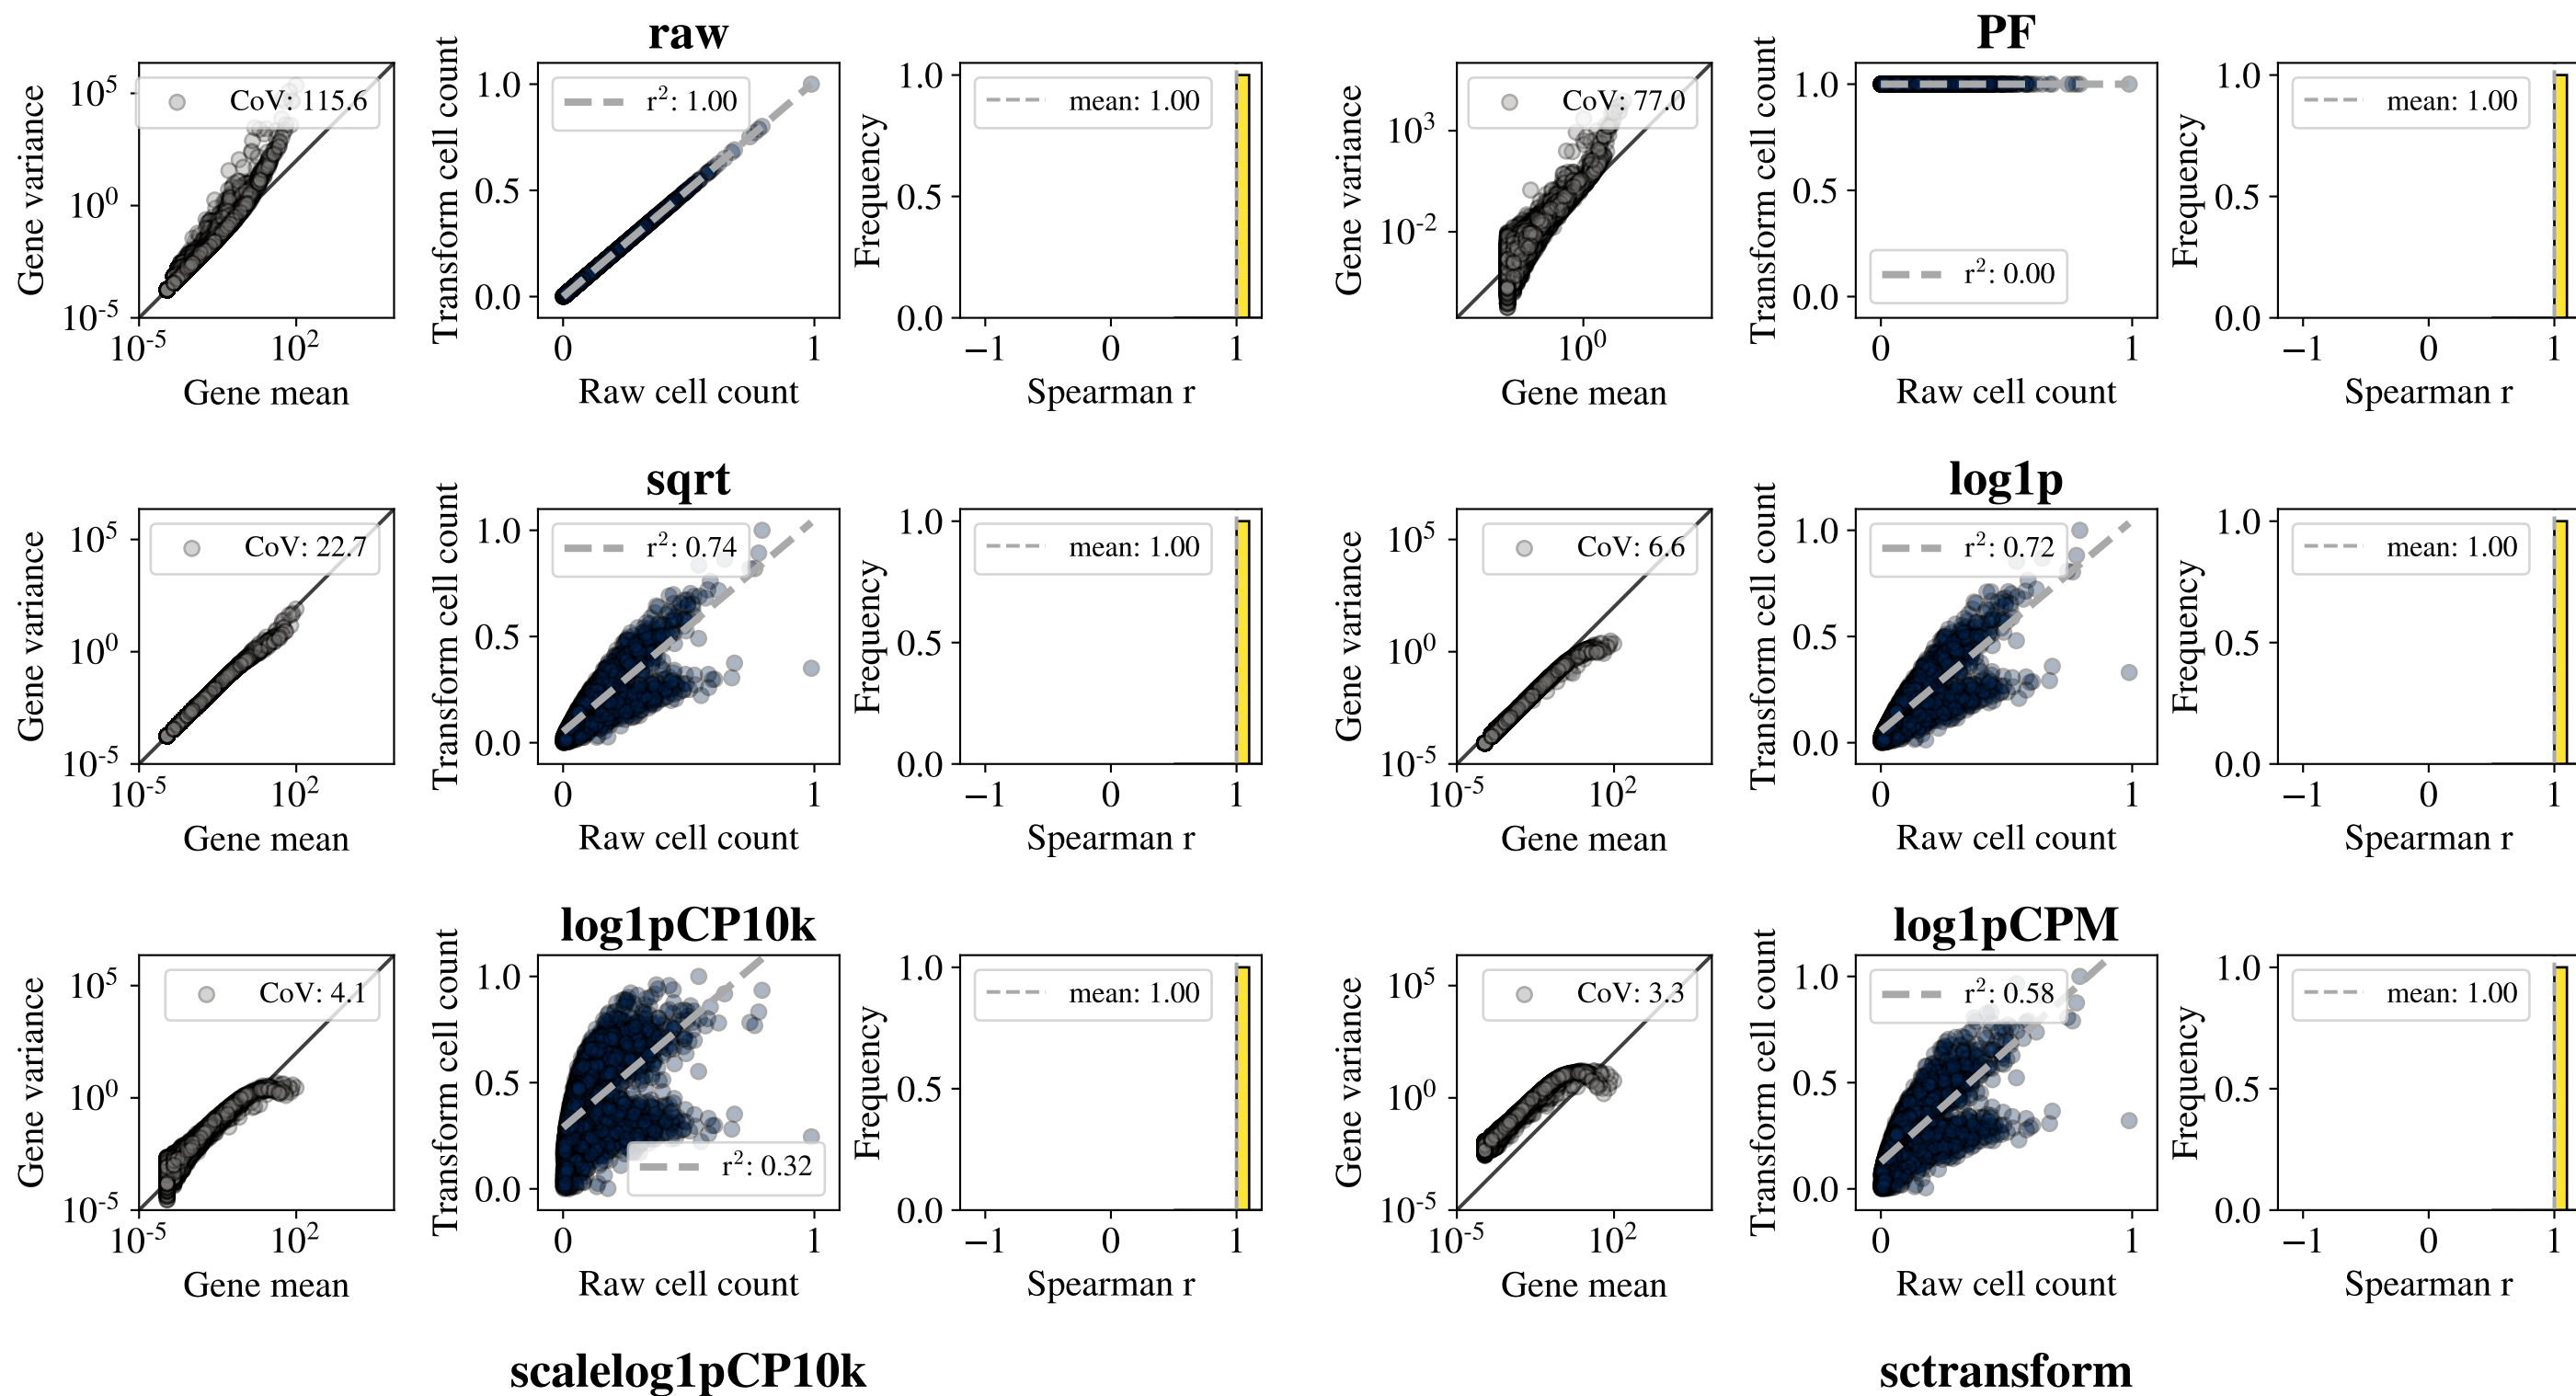 raw
Gene variance
10^5
10^0
10^-5
CoV: 115.6
10^-5
10^2
Gene mean
Transform cell count
1.0
0.5
0.0
r^2: 1.00
0
1
Raw cell count
Frequency
1.0
0.5
0.0
mean: 1.00
−1
0
1
Spearman r
PF
Gene variance
10^3
10^-2
CoV: 77.0
10^0
Gene mean
Transform cell count
1.0
0.5
0.0
r^2: 0.00
0
1
Raw cell count
Frequency
1.0
0.5
0.0
mean: 1.00
−1
0
1
Spearman r
sqrt
Gene variance
10^5
10^0
10^-5
CoV: 22.7
10^-5
10^2
Gene mean
Transform cell count
1.0
0.5
0.0
r^2: 0.74
0
1
Raw cell count
Frequency
1.0
0.5
0.0
mean: 1.00
−1
0
1
Spearman r
log1p
Gene variance
10^5
10^0
10^-5
CoV: 6.6
10^-5
10^2
Gene mean
Transform cell count
1.0
0.5
0.0
r^2: 0.72
0
1
Raw cell count
Frequency
1.0
0.5
0.0
mean: 1.00
−1
0
1
Spearman r
log1pCP10k
Gene variance
10^5
10^0
10^-5
CoV: 4.1
10^-5
10^2
Gene mean
Transform cell count
1.0
0.5
0.0
r^2: 0.32
0
1
Raw cell count
Frequency
1.0
0.5
0.0
mean: 1.00
−1
0
1
Spearman r
log1pCPM
Gene variance
10^5
10^0
10^-5
CoV: 3.3
10^-5
10^2
Gene mean
Transform cell count
1.0
0.5
0.0
r^2: 0.58
0
1
Raw cell count
Frequency
1.0
0.5
0.0
mean: 1.00
−1
0
1
Spearman r
scalelog1pCP10k
sctransform